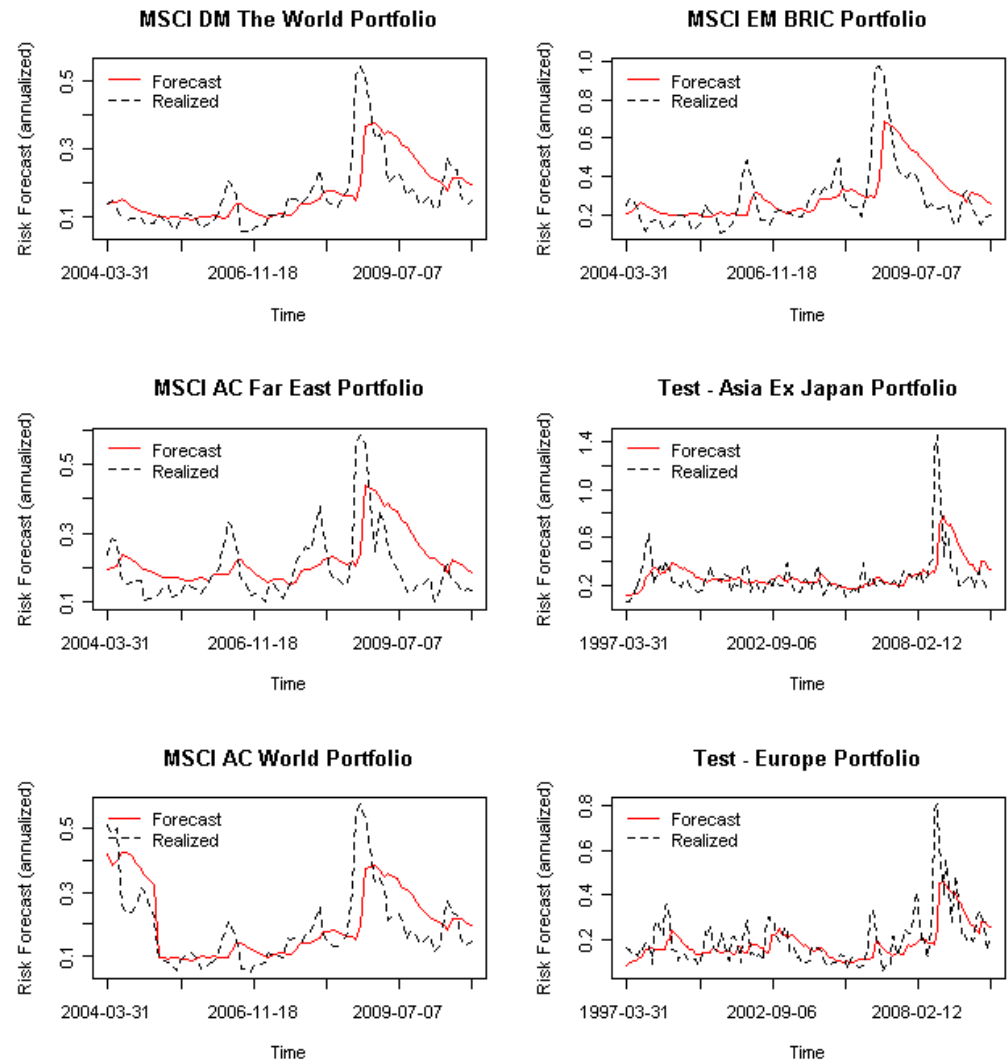 MSCI DM The World Portfolio
Risk Forecast (annualized)
0.5
0.3
0.1
Forecast
Realized
2004-03-31
2006-11-18
2009-07-07
Time
MSCI EM BRIC Portfolio
Risk Forecast (annualized)
1.0
0.8
0.6
0.4
0.2
Forecast
Realized
2004-03-31
2006-11-18
2009-07-07
Time
MSCI AC Far East Portfolio
Risk Forecast (annualized)
0.5
0.3
0.1
Forecast
Realized
2004-03-31
2006-11-18
2009-07-07
Time
Test - Asia Ex Japan Portfolio
Risk Forecast (annualized)
1.4
1.0
0.6
0.2
Forecast
Realized
1997-03-31
2002-09-06
2008-02-12
Time
MSCI AC World Portfolio
Risk Forecast (annualized)
0.5
0.3
0.1
Forecast
Realized
2004-03-31
2006-11-18
2009-07-07
Time
Test - Europe Portfolio
Risk Forecast (annualized)
0.8
0.6
0.4
0.2
Forecast
Realized
1997-03-31
2002-09-06
2008-02-12
Time